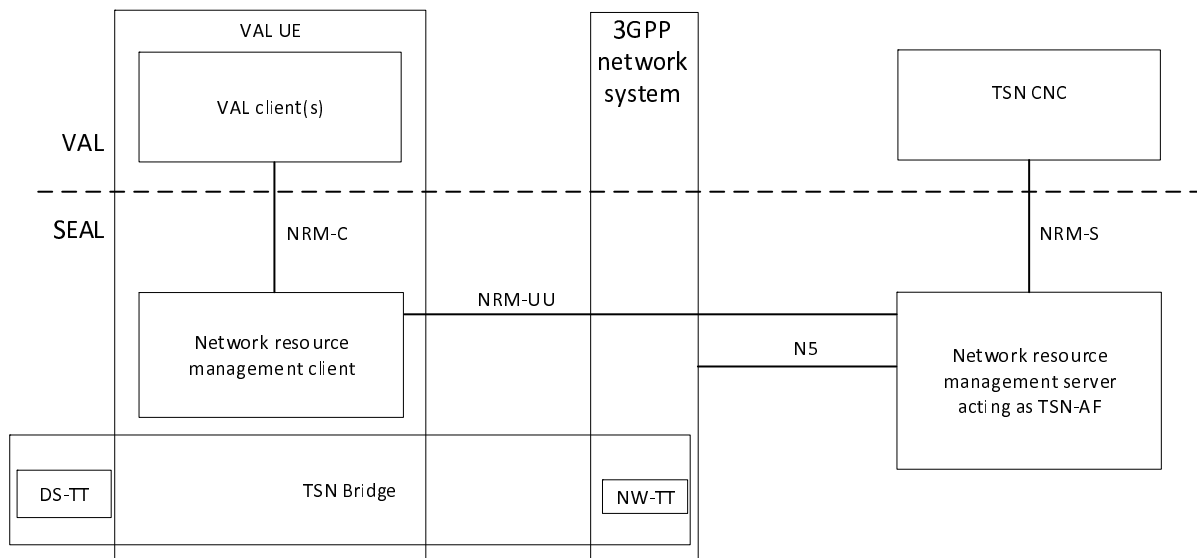 VAL UE
3GPP
network
system
VAL client(s)
TSN CNC
VAL
SEAL
NRM-C
NRM-S
NRM-UU
Network resource
management client
N5
Network resource
management server
acting as TSN-AF
DS-TT
TSN Bridge
NW-TT